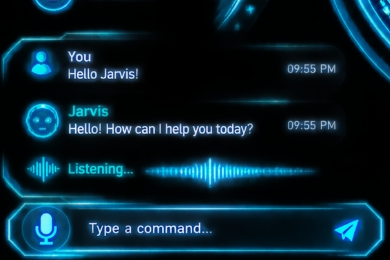 You
Hello Jarvis!
09:55 PM
Jarvis
Hello! How can I help you today?
09:55 PM
Listening...
Type a command...